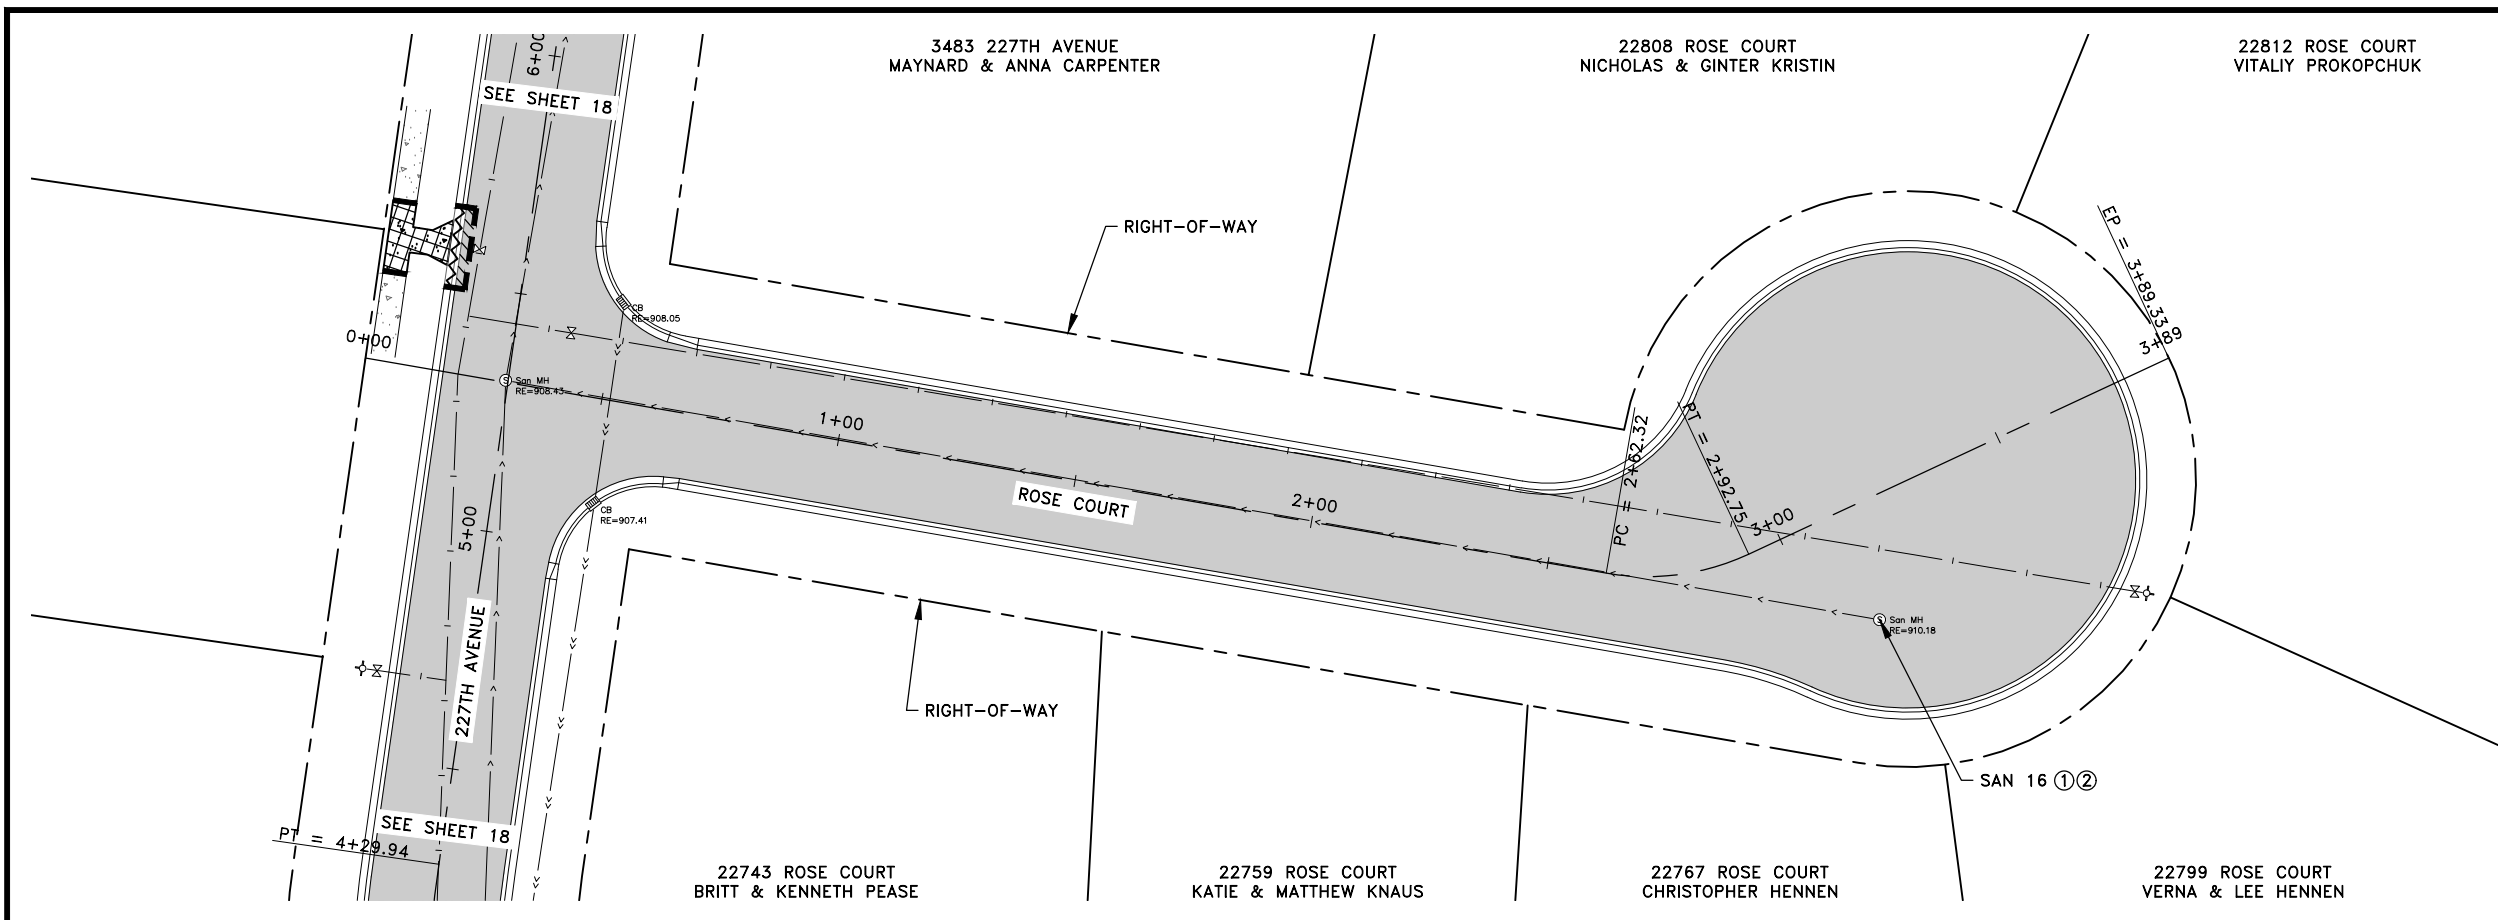 3483 227TH AVENUE
MAYNARD & ANNA CARPENTER
22808 ROSE COURT
NICHOLAS & GINTER KRISTIN
22812 ROSE COURT
VITALIY PROKOPCHUK
6+00
SEE SHEET 18
RIGHT-OF-WAY
EP = 3+89.33
3+89
CB
RE=908.05
0+00
San MH
RE=908.43
1+00
ROSE COURT
2+00
PC = 2+62.32
PT = 2+92.75
3+00
CB
RE=907.41
5+00
227TH AVENUE
San MH
RE=910.18
RIGHT-OF-WAY
SAN 16 ①②
SEE SHEET 18
PT = 4+29.94
22743 ROSE COURT
BRITT & KENNETH PEASE
22759 ROSE COURT
KATIE & MATTHEW KNAUS
22767 ROSE COURT
CHRISTOPHER HENNEN
22799 ROSE COURT
VERNA & LEE HENNEN